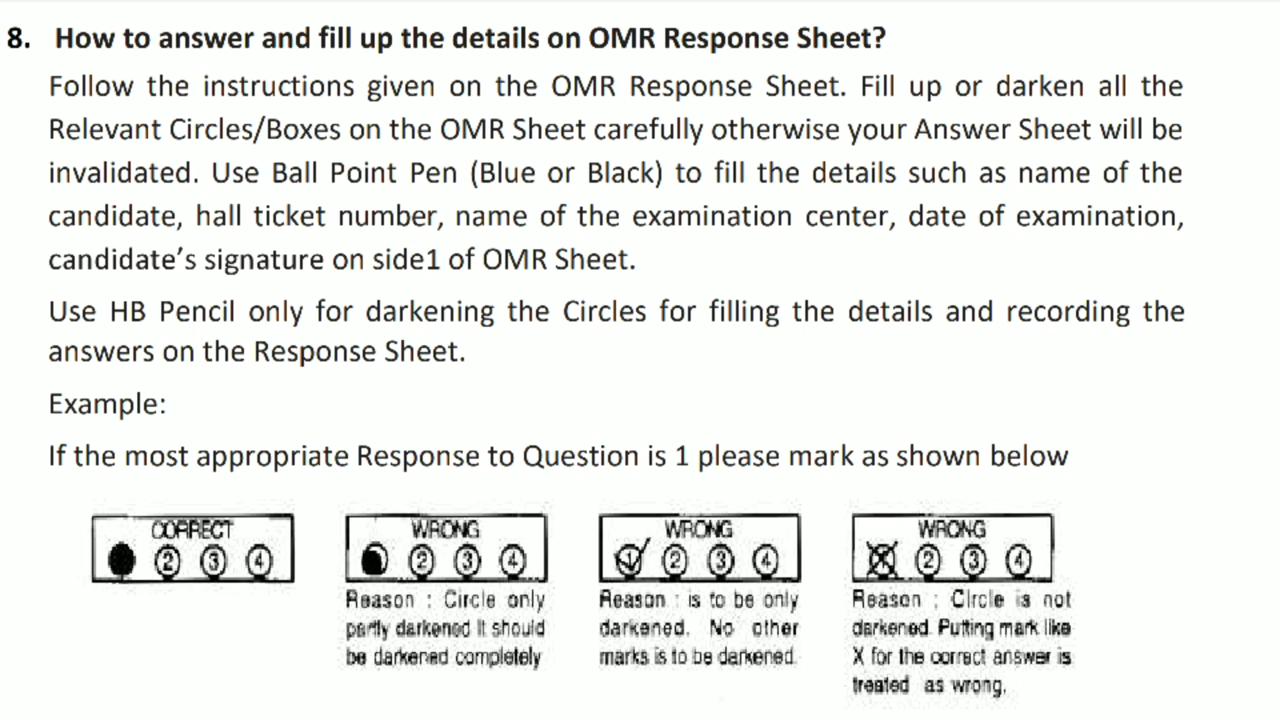 8. How to answer and fill up the details on OMR Response Sheet?
Follow the instructions given on the OMR Response Sheet. Fill up or darken all the
Relevant Circles/Boxes on the OMR Sheet carefully otherwise your Answer Sheet will be
invalidated. Use Ball Point Pen (Blue or Black) to fill the details such as name of the
candidate, hall ticket number, name of the examination center, date of examination,
candidate's signature on side1 of OMR Sheet.
Use HB Pencil only for darkening the Circles for filling the details and recording the
answers on the Response Sheet.
Example:
If the most appropriate Response to Question is 1 please mark as shown below
CORRECT
2 3 4
WRONG
2 3 4
Reason : Circle only
partly darkened It should
be darkened completely
WRONG
1 2 3 4
Reason : is to be only
darkened. No other
marks is to be darkened.
WRONG
2 3 4
Reason : Circle is not
darkened. Putting mark like
X for the correct answer is
treated as wrong.